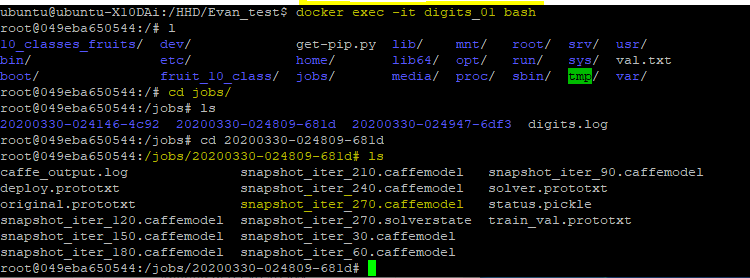 ubuntu@ubuntu-X10DAi:/HHD/Evan_test$ docker exec -it digits_01 bash
root@049eba650544:/# l
10_classes_fruits/  dev/           get-pip.py  lib/    mnt/   root/  srv/  usr/
bin/                etc/           home/       lib64/  opt/   run/   sys/  val.txt
boot/               fruit_10_class/  jobs/     media/  proc/  sbin/  tmp/  var/
root@049eba650544:/# cd jobs/
root@049eba650544:/jobs# ls
20200330-024146-4c92  20200330-024809-681d  20200330-024947-6df3  digits.log
root@049eba650544:/jobs# cd 20200330-024809-681d
root@049eba650544:/jobs/20200330-024809-681d# ls
caffe_output.log               snapshot_iter_210.caffemodel   snapshot_iter_90.caffemodel
deploy.prototxt                snapshot_iter_240.caffemodel   solver.prototxt
original.prototxt              snapshot_iter_270.caffemodel   status.pickle
snapshot_iter_120.caffemodel   snapshot_iter_270.solverstate  train_val.prototxt
snapshot_iter_150.caffemodel   snapshot_iter_30.caffemodel
snapshot_iter_180.caffemodel   snapshot_iter_60.caffemodel
root@049eba650544:/jobs/20200330-024809-681d#